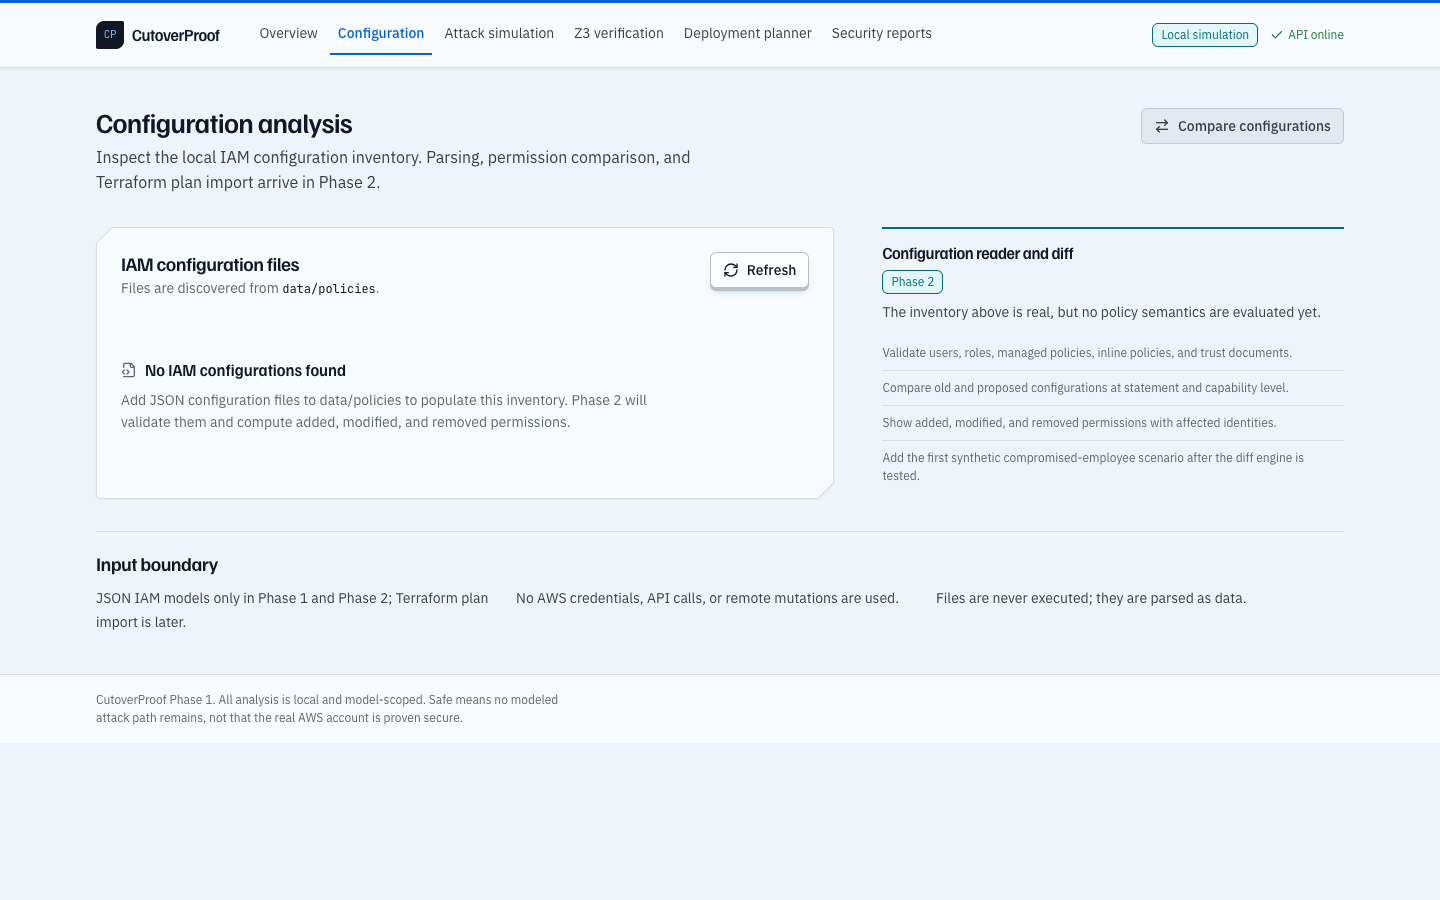 CP CutoverProof Overview Configuration Attack simulation Z3 verification Deployment planner Security reports Local simulation API online
Configuration analysis
Compare configurations
Inspect the local IAM configuration inventory. Parsing, permission comparison, and
Terraform plan import arrive in Phase 2.
IAM configuration files
Files are discovered from data/policies.
Refresh
No IAM configurations found
Add JSON configuration files to data/policies to populate this inventory. Phase 2 will
validate them and compute added, modified, and removed permissions.
Configuration reader and diff
Phase 2
The inventory above is real, but no policy semantics are evaluated yet.
Validate users, roles, managed policies, inline policies, and trust documents.
Compare old and proposed configurations at statement and capability level.
Show added, modified, and removed permissions with affected identities.
Add the first synthetic compromised-employee scenario after the diff engine is
tested.
Input boundary
JSON IAM models only in Phase 1 and Phase 2; Terraform plan
import is later.
No AWS credentials, API calls, or remote mutations are used.
Files are never executed; they are parsed as data.
CutoverProof Phase 1. All analysis is local and model-scoped. Safe means no modeled
attack path remains, not that the real AWS account is proven secure.